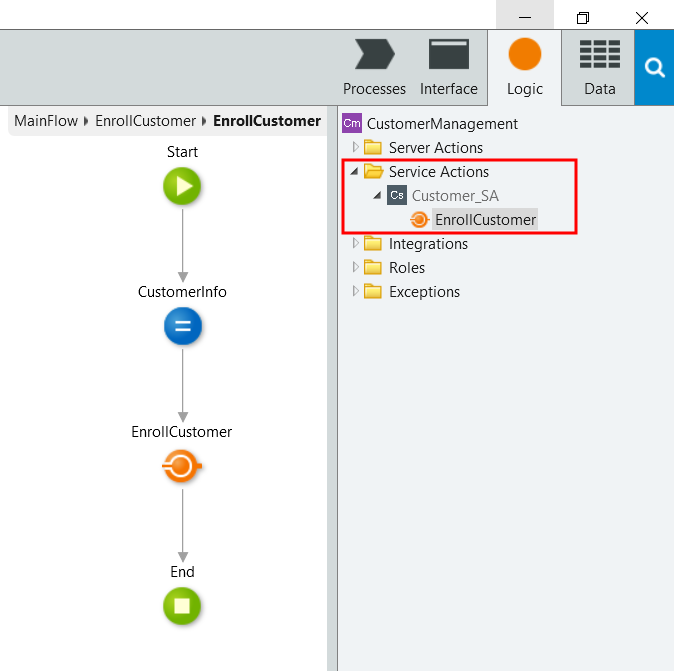 Processes
Interface
Logic
Data
MainFlow EnrollCustomer EnrollCustomer
Start
CustomerInfo
EnrollCustomer
End
Cm CustomerManagement
Server Actions
Service Actions
Cs Customer_SA
EnrollCustomer
Integrations
Roles
Exceptions